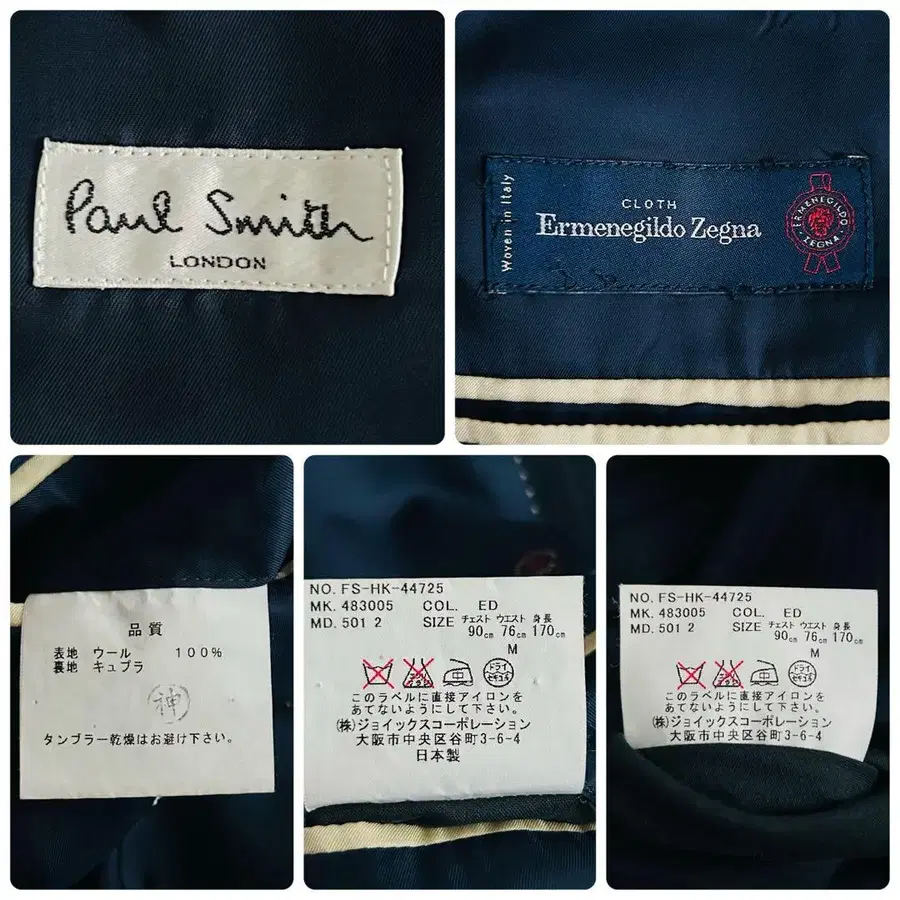 Paul Smith
LONDON
Woven in Italy
CLOTH
Ermenegildo Zegna
ERMENEGILDO
ZEGNA
品質
表地 ウール 100%
裏地 キュプラ
神
タンブラー乾燥はお避け下さい。
NO. FS-HK-44725
MK. 483005 COL. ED
MD. 501 2 SIZE チェスト ウエスト 身長
90cm 76cm 170cm
M
中
ドライ
セキユ系
このラベルに直接アイロンを
あてないようにして下さい。
(株)ジョイックスコーポレーション
大阪市中央区谷町3-6-4
日本製
NO. FS-HK-44725
MK. 483005 COL. ED
MD. 501 2 SIZE チェスト ウエスト 身長
90cm 76cm 170cm
M
中
ドライ
セキユ系
このラベルに直接アイロンを
あてないようにして下さい。
(株)ジョイックスコーポレーション
大阪市中央区谷町3-6-4